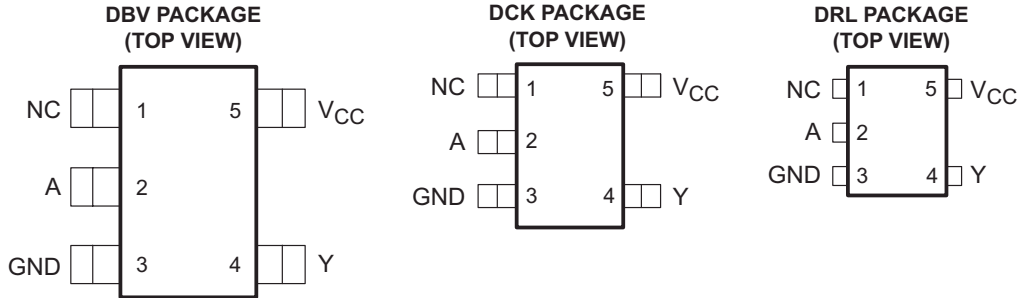 DBV PACKAGE
(TOP VIEW)
NC 1 5 VCC
A 2
GND 3 4 Y
DCK PACKAGE
(TOP VIEW)
NC 1 5 VCC
A 2
GND 3 4 Y
DRL PACKAGE
(TOP VIEW)
NC 1 5 VCC
A 2
GND 3 4 Y